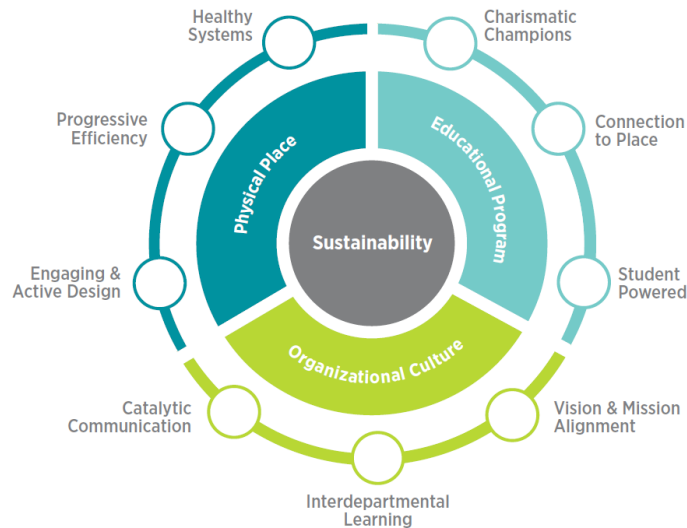 Healthy
Systems
Charismatic
Champions
Progressive
Efficiency
Connection
to Place
Physical Place
Educational Program
Sustainability
Engaging &
Active Design
Student
Powered
Organizational Culture
Catalytic
Communication
Vision & Mission
Alignment
Interdepartmental
Learning